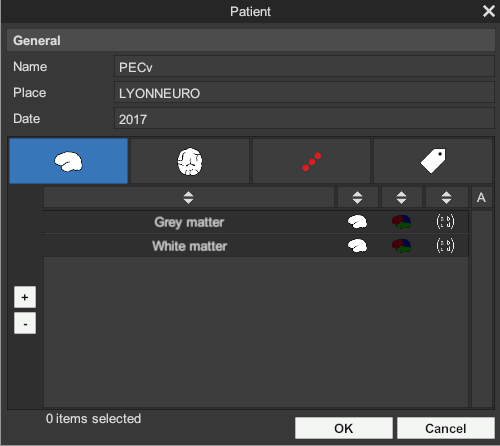 Patient
General
Name PECv
Place LYONNEURO
Date 2017
A
Grey matter
White matter
+
-
0 items selected
OK Cancel